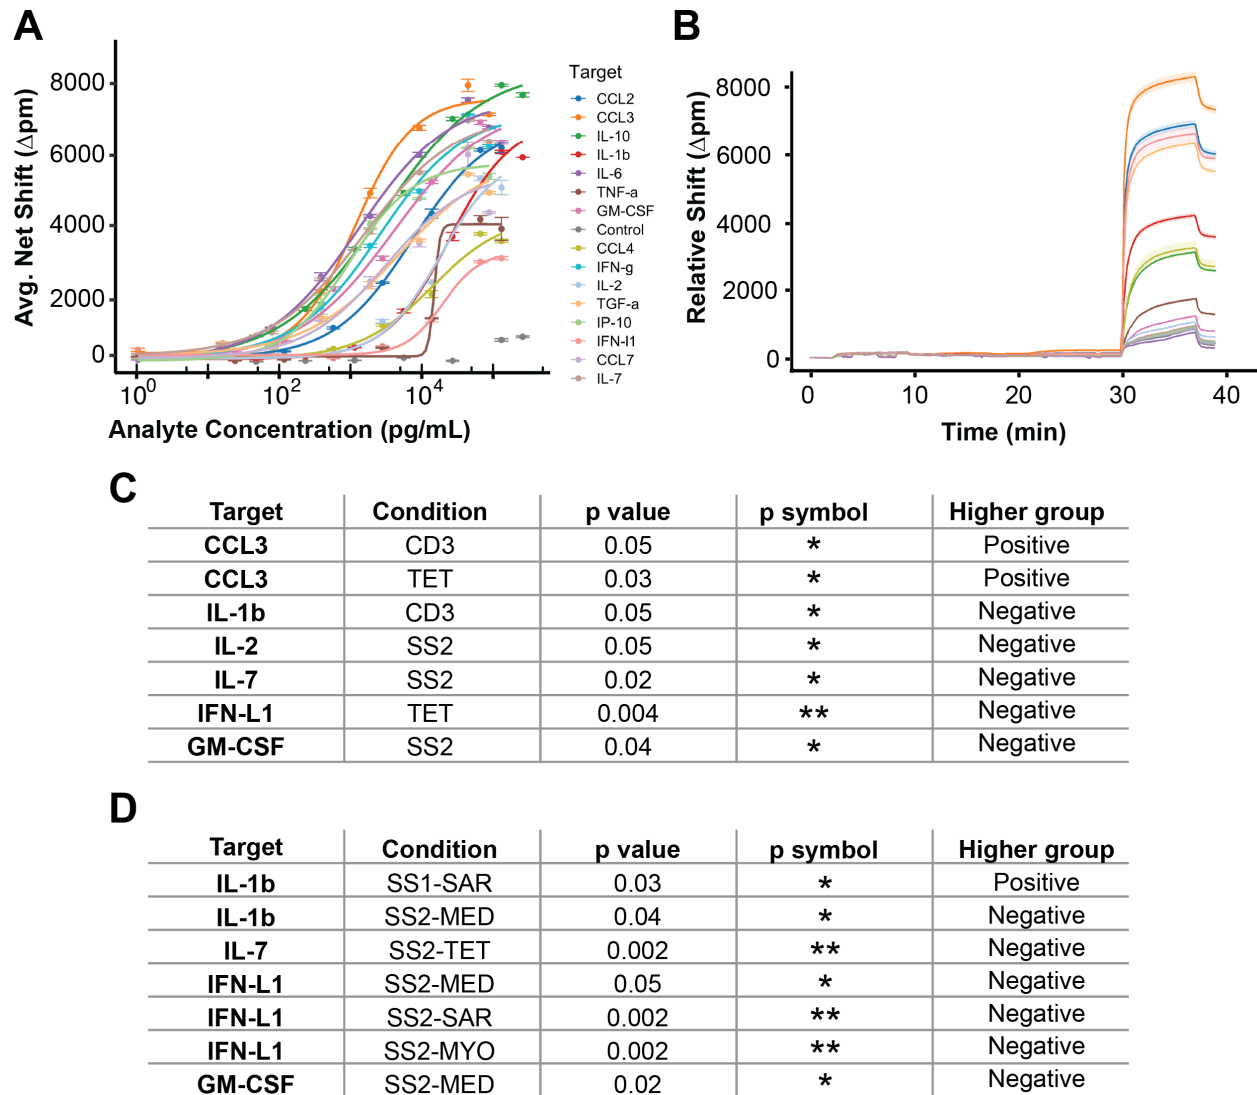 A
Avg. Net Shift (Δpm)
8000
6000
4000
2000
0
10^0
10^2
10^4
Analyte Concentration (pg/mL)
Target
CCL2
CCL3
IL-10
IL-1b
IL-6
TNF-a
GM-CSF
Control
CCL4
IFN-g
IL-2
TGF-a
IP-10
IFN-l1
CCL7
IL-7
B
Relative Shift (Δpm)
8000
6000
4000
2000
0
0 10 20 30 40
Time (min)
C
Target Condition p value p symbol Higher group
CCL3 CD3 0.05 * Positive
CCL3 TET 0.03 * Positive
IL-1b CD3 0.05 * Negative
IL-2 SS2 0.05 * Negative
IL-7 SS2 0.02 * Negative
IFN-L1 TET 0.004 ** Negative
GM-CSF SS2 0.04 * Negative
D
Target Condition p value p symbol Higher group
IL-1b SS1-SAR 0.03 * Positive
IL-1b SS2-MED 0.04 * Negative
IL-7 SS2-TET 0.002 ** Negative
IFN-L1 SS2-MED 0.05 * Negative
IFN-L1 SS2-SAR 0.002 ** Negative
IFN-L1 SS2-MYO 0.002 ** Negative
GM-CSF SS2-MED 0.02 * Negative